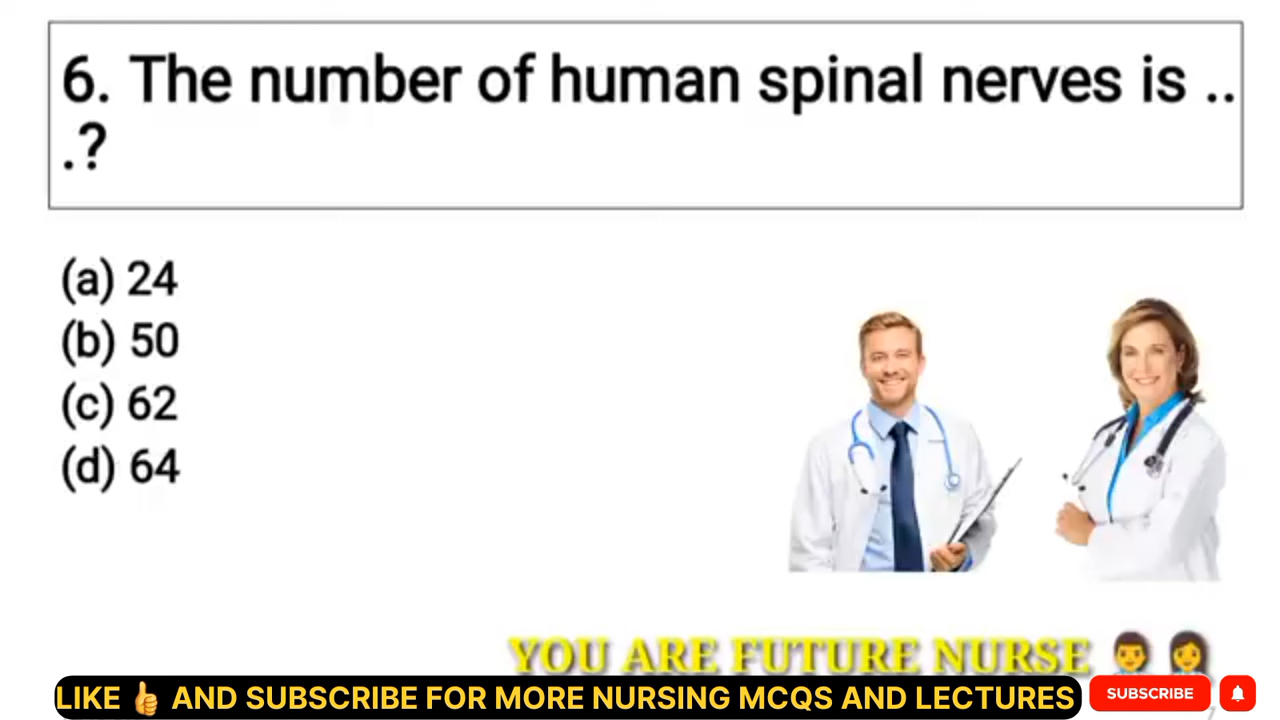 6. The number of human spinal nerves is ..
.?
(a) 24
(b) 50
(c) 62
(d) 64
YOU ARE FUTURE NURSE 👨‍⚕️ 👩‍⚕️
LIKE 👍 AND SUBSCRIBE FOR MORE NURSING MCQS AND LECTURES
SUBSCRIBE